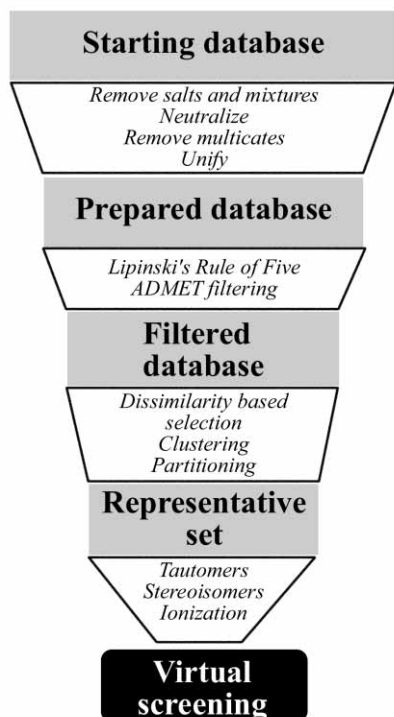 Starting database
Remove salts and mixtures
Neutralize
Remove multicates
Unify
Prepared database
Lipinski's Rule of Five
ADMET filtering
Filtered
database
Dissimilarity based
selection
Clustering
Partitioning
Representative
set
Tautomers
Stereoisomers
Ionization
Virtual
screening